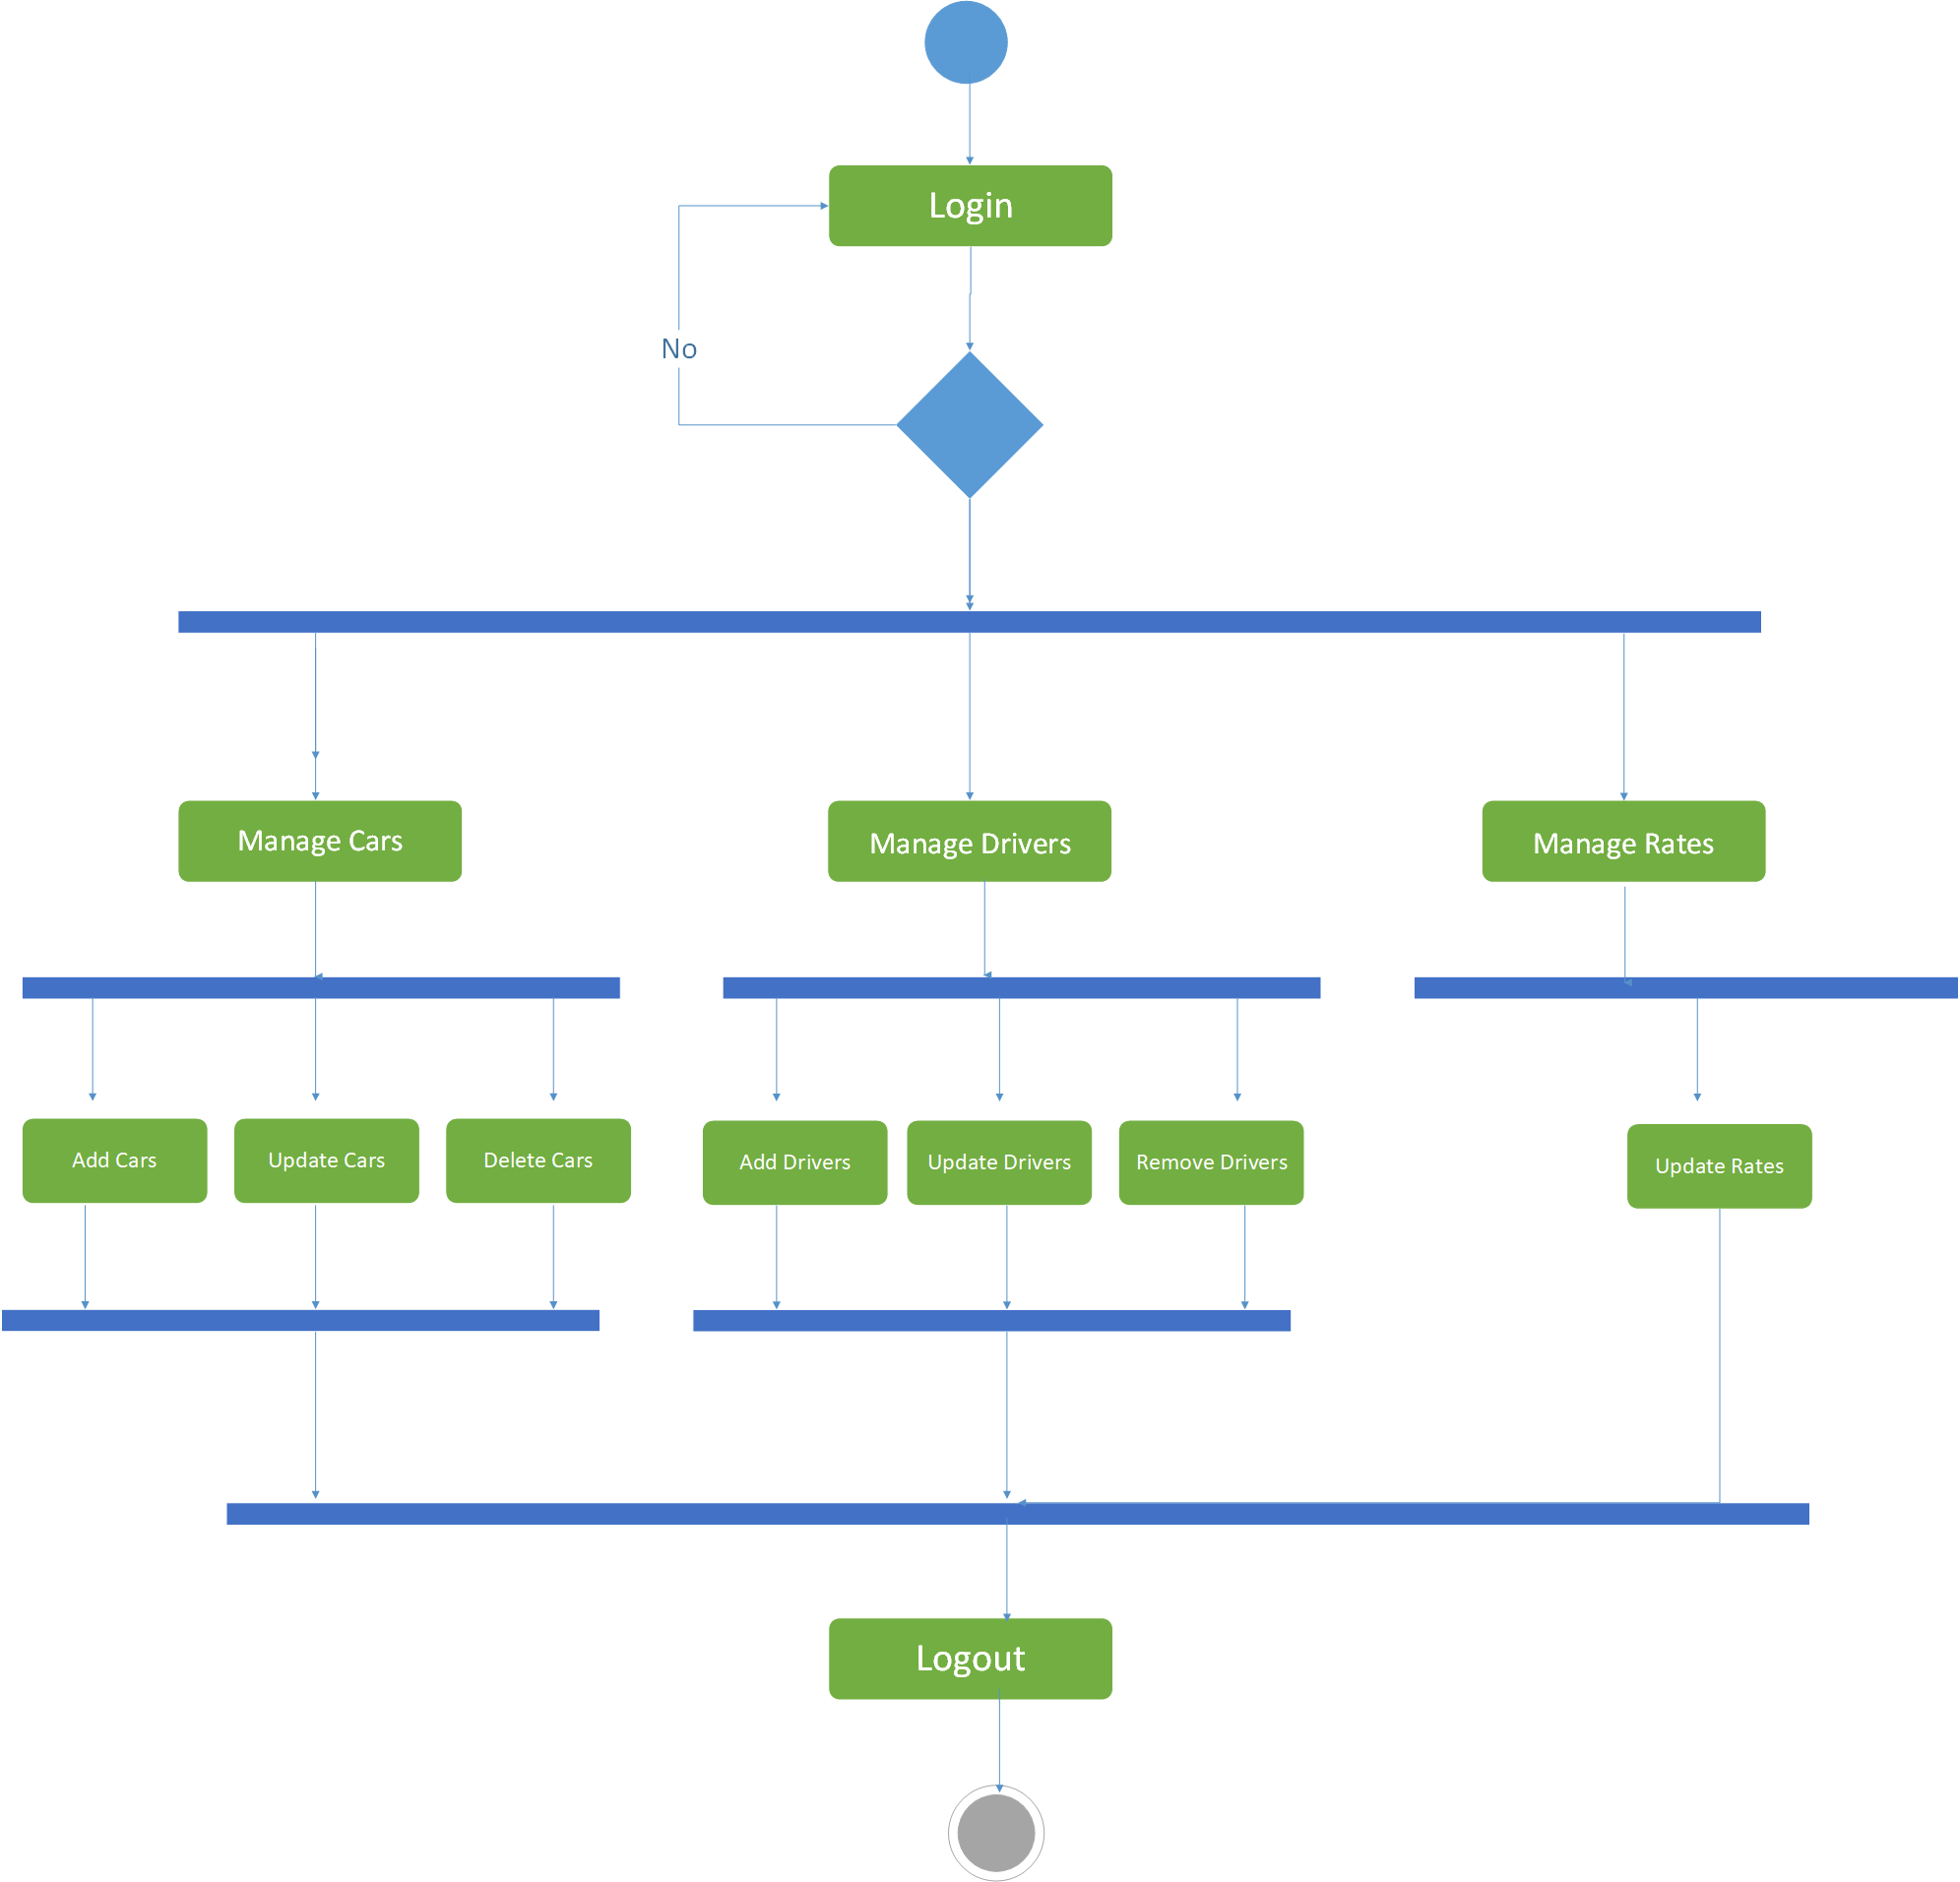 Login
No
Manage Cars
Manage Drivers
Manage Rates
Add Cars
Update Cars
Delete Cars
Add Drivers
Update Drivers
Remove Drivers
Update Rates
Logout